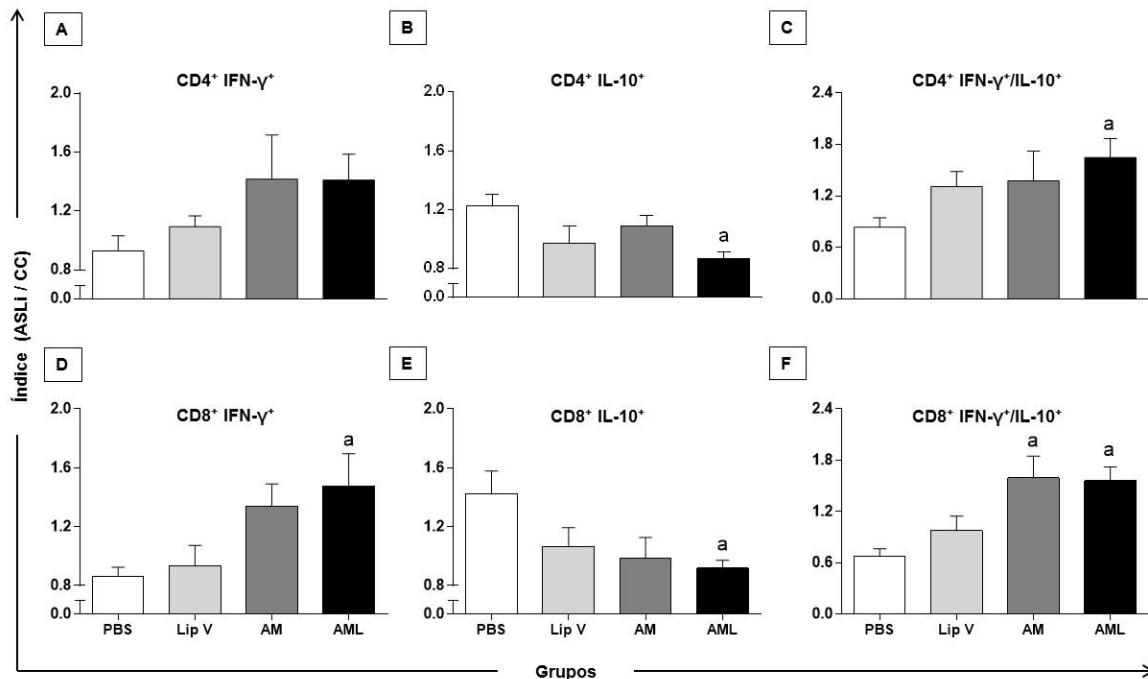 A
B
C
CD4⁺ IFN-γ⁺
CD4⁺ IL-10⁺
CD4⁺ IFN-γ⁺/IL-10⁺
2.0
1.6
1.2
0.8
0.0
2.0
1.6
1.2
0.8
0.0
a
2.4
1.8
1.2
0.6
0.0
a
Índice (ASLi / CC)
D
E
F
CD8⁺ IFN-γ⁺
CD8⁺ IL-10⁺
CD8⁺ IFN-γ⁺/IL-10⁺
2.0
1.6
1.2
0.8
0.0
a
2.0
1.6
1.2
0.8
0.0
a
2.4
1.8
1.2
0.6
0.0
a
a
PBS Lip V AM AML
PBS Lip V AM AML
PBS Lip V AM AML
Grupos